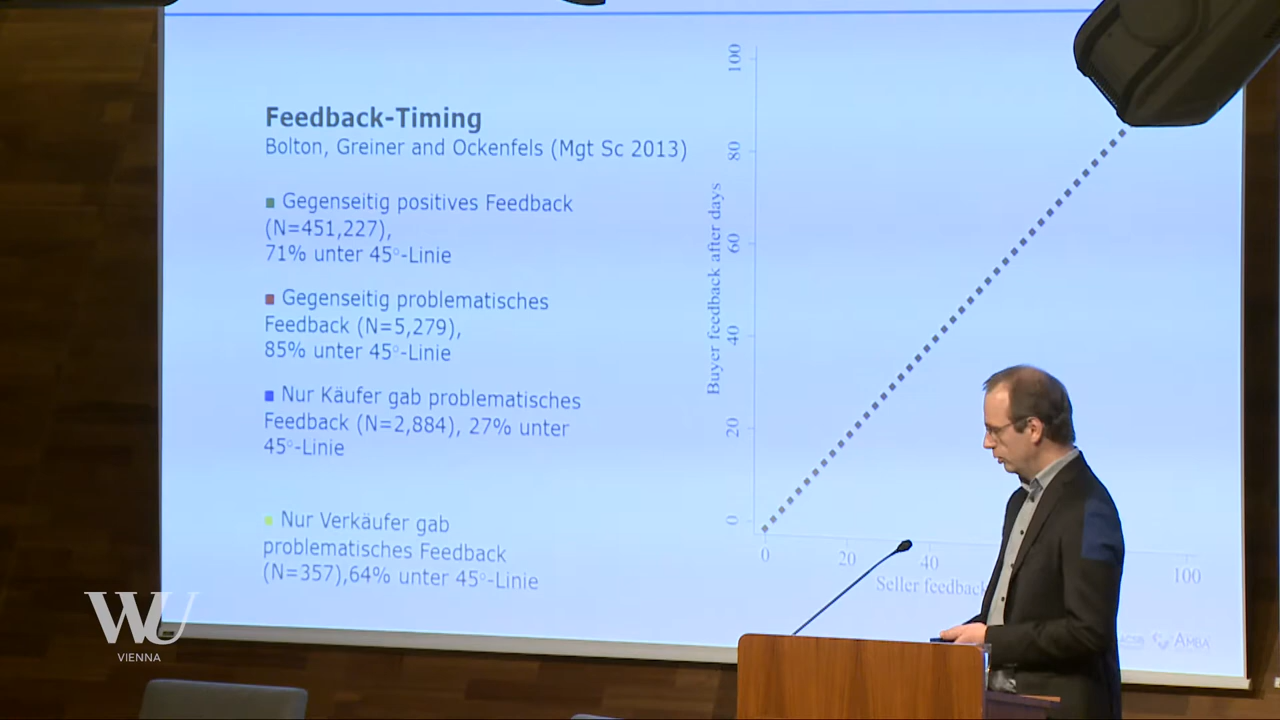 Feedback-Timing
Bolton, Greiner and Ockenfels (Mgt Sc 2013)
Gegenseitig positives Feedback
(N=451,227),
71% unter 45°-Linie
Gegenseitig problematisches
Feedback (N=5,279),
85% unter 45°-Linie
Nur Käufer gab problematisches
Feedback (N=2,884), 27% unter
45°-Linie
Nur Verkäufer gab
problematisches Feedback
(N=357),64% unter 45°-Linie
Buyer feedback after days
100
80
60
40
20
0
0
20
40
100
Seller feedback
AMBA
WU
VIENNA